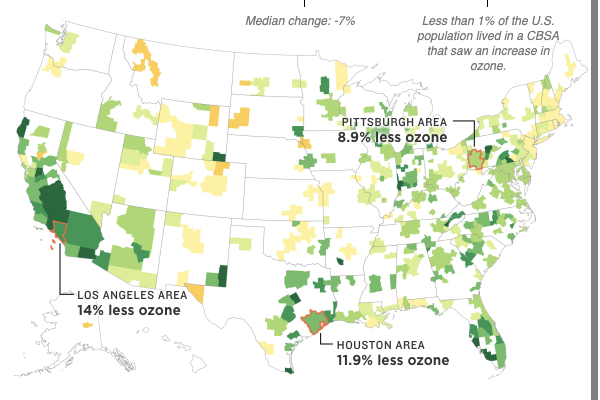 Median change: -7%
Less than 1% of the U.S.
population lived in a CBSA
that saw an increase in
ozone.
PITTSBURGH AREA
8.9% less ozone
LOS ANGELES AREA
14% less ozone
HOUSTON AREA
11.9% less ozone